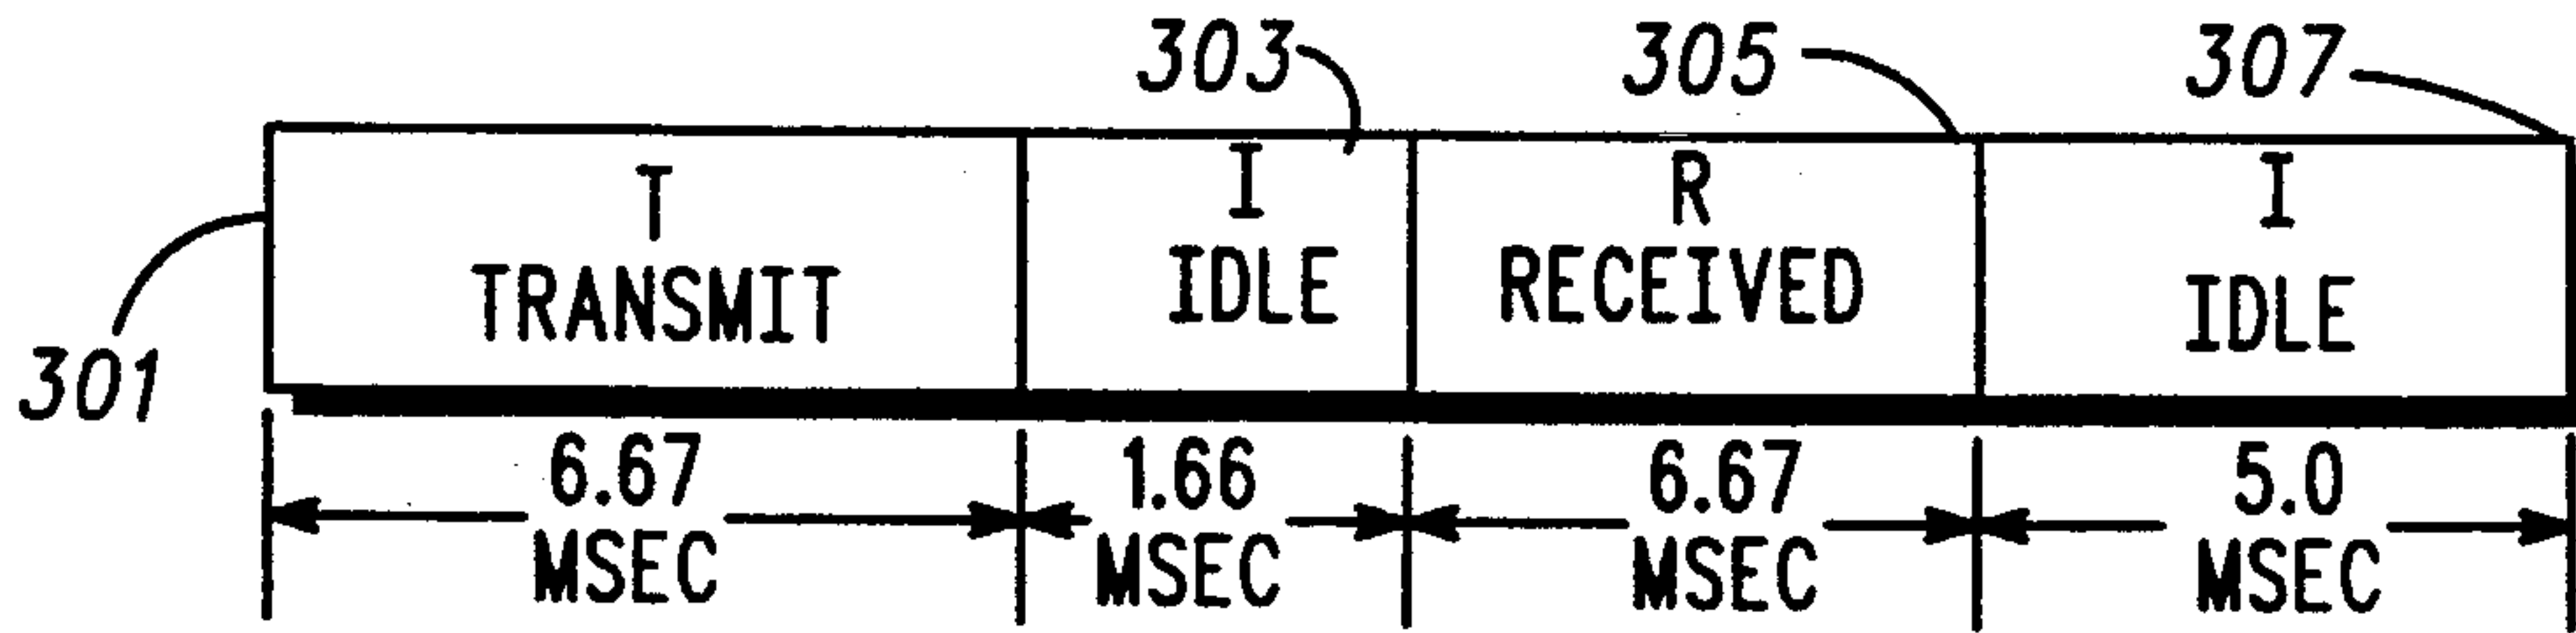 303 305 307
T I R I
TRANSMIT IDLE RECEIVED IDLE
301
6.67 1.66 6.67 5.0
MSEC MSEC MSEC MSEC